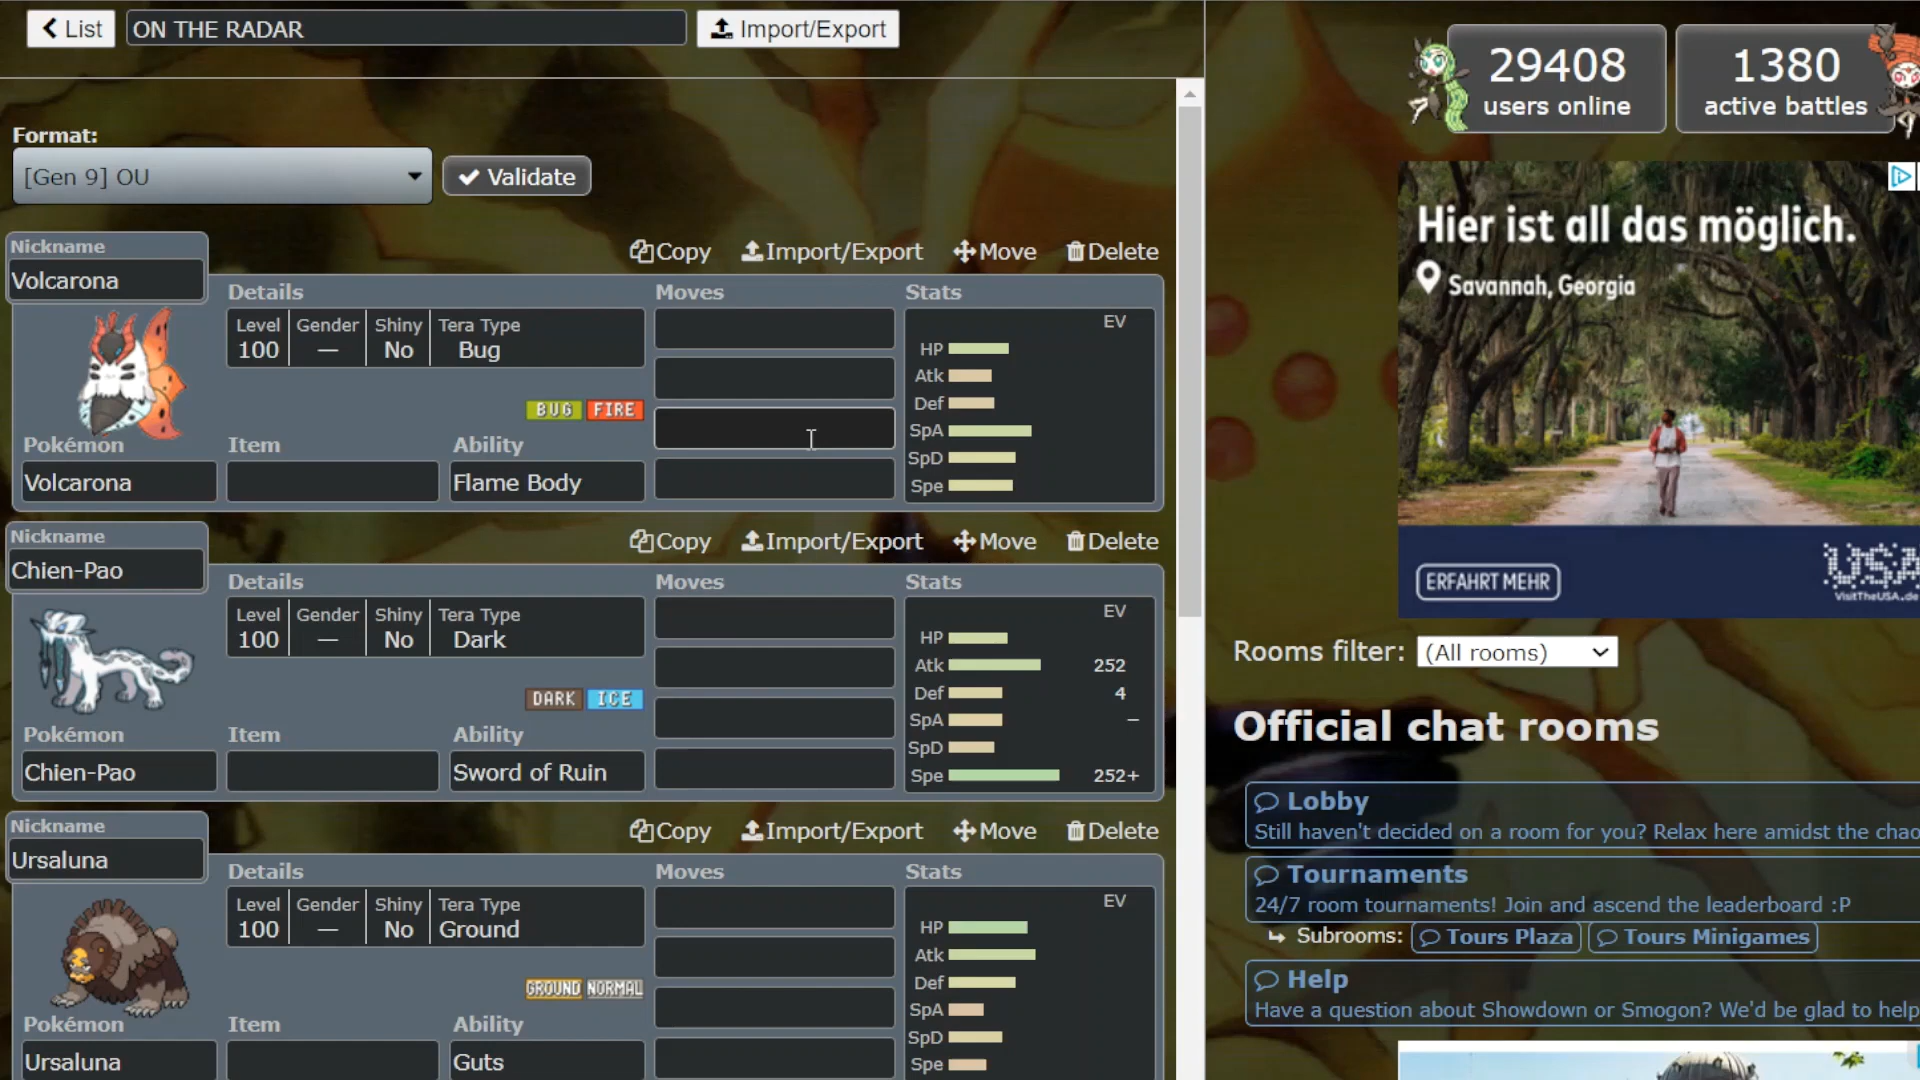 List
ON THE RADAR
Import/Export
Format:
[Gen 9] OU
Validate
Nickname
Volcarona
Copy Import/Export Move Delete
Details
Level Gender Shiny Tera Type
100 — No Bug
BUG FIRE
Pokémon Item Ability
Volcarona Flame Body
Moves
Stats
EV
HP
Atk
Def
SpA
SpD
Spe
Nickname
Chien-Pao
Copy Import/Export Move Delete
Details
Level Gender Shiny Tera Type
100 — No Dark
DARK ICE
Pokémon Item Ability
Chien-Pao Sword of Ruin
Moves
Stats
EV
HP
Atk 252
Def 4
SpA –
SpD
Spe 252+
Nickname
Ursaluna
Copy Import/Export Move Delete
Details
Level Gender Shiny Tera Type
100 — No Ground
GROUND NORMAL
Pokémon Item Ability
Ursaluna Guts
Moves
Stats
EV
HP
Atk
Def
SpA
SpD
Spe
29408
users online
1380
active battles
Hier ist all das möglich.
Savannah, Georgia
ERFAHRT MEHR
USA
VisitTheUSA.de
Rooms filter: (All rooms)
Official chat rooms
Lobby
Still haven't decided on a room for you? Relax here amidst the chao
Tournaments
24/7 room tournaments! Join and ascend the leaderboard :P
Subrooms: Tours Plaza Tours Minigames
Help
Have a question about Showdown or Smogon? We'd be glad to help